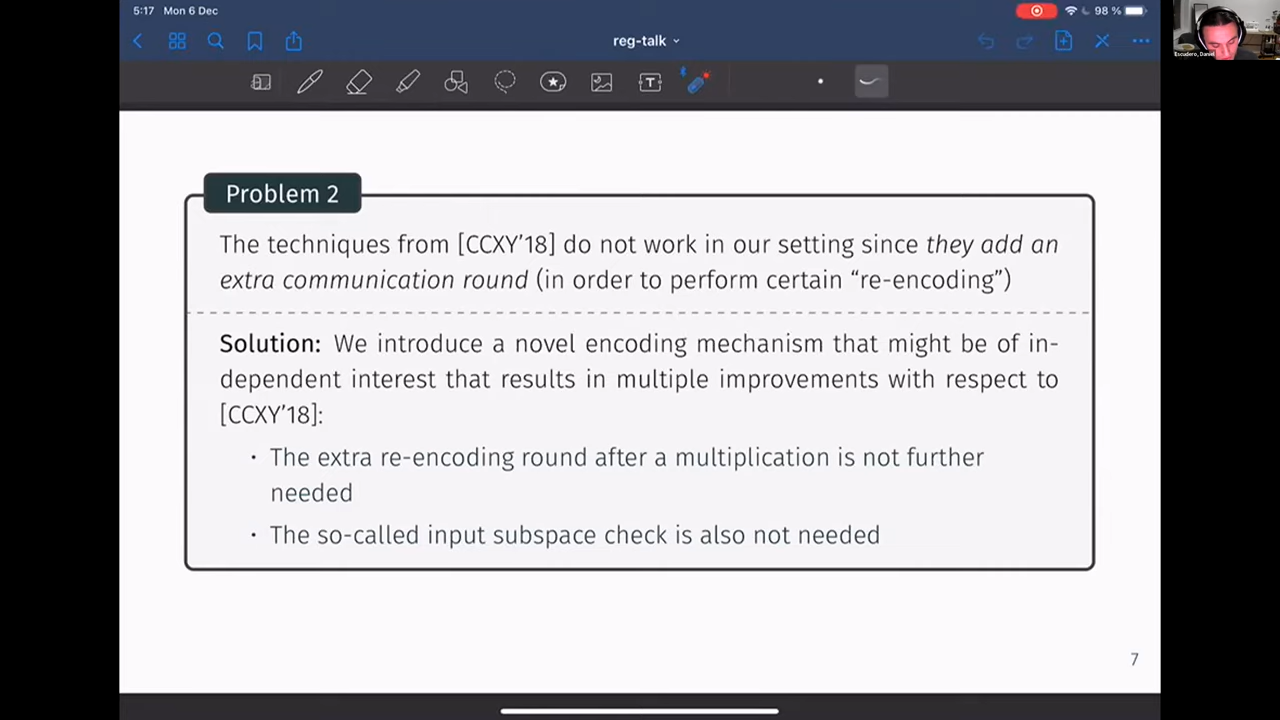 5:17 Mon 6 Dec
98 %
reg-talk
T
Escudero, Daniel
Problem 2
The techniques from [CCXY’18] do not work in our setting since they add an
extra communication round (in order to perform certain “re-encoding”)
Solution: We introduce a novel encoding mechanism that might be of in-
dependent interest that results in multiple improvements with respect to
[CCXY’18]:
· The extra re-encoding round after a multiplication is not further
needed
· The so-called input subspace check is also not needed
7